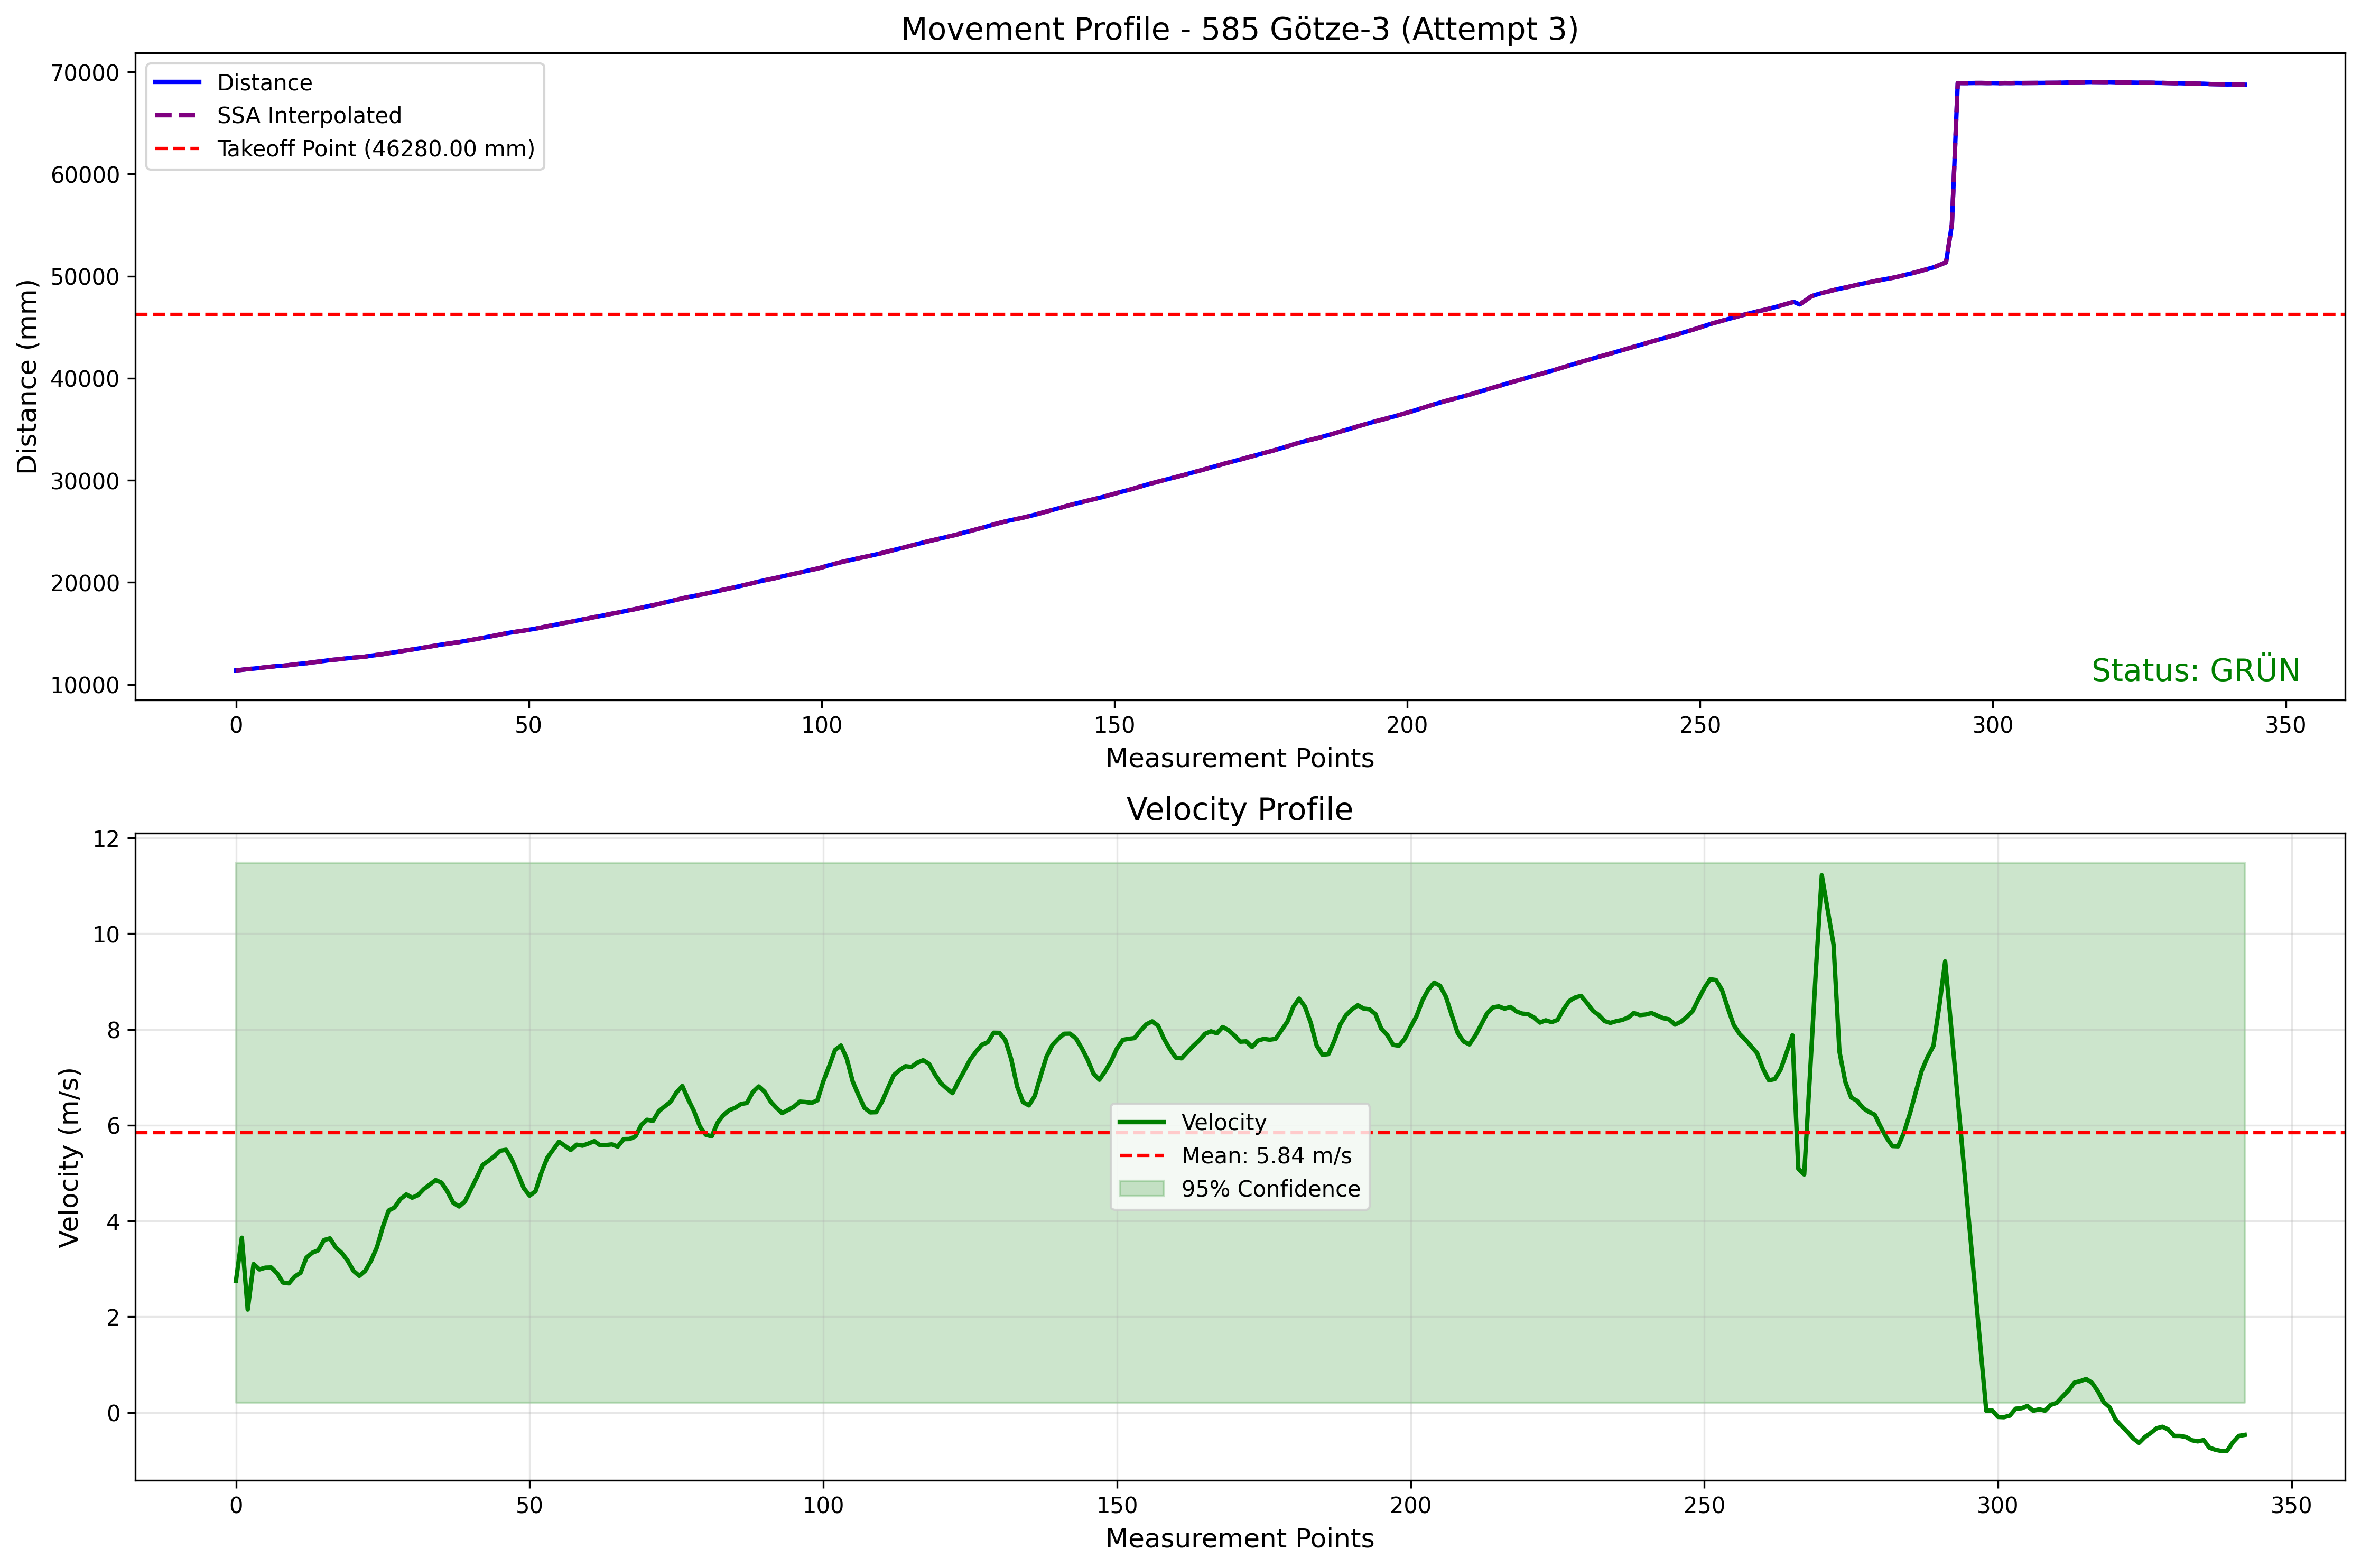 Movement Profile - 585 Götze-3 (Attempt 3)
Distance
SSA Interpolated
Takeoff Point (46280.00 mm)
Distance (mm)
70000
60000
50000
40000
30000
20000
10000
Status: GRÜN
0 50 100 150 200 250 300 350
Measurement Points
Velocity Profile
Velocity (m/s)
12
10
8
6
4
2
0
Velocity
Mean: 5.84 m/s
95% Confidence
0 50 100 150 200 250 300 350
Measurement Points